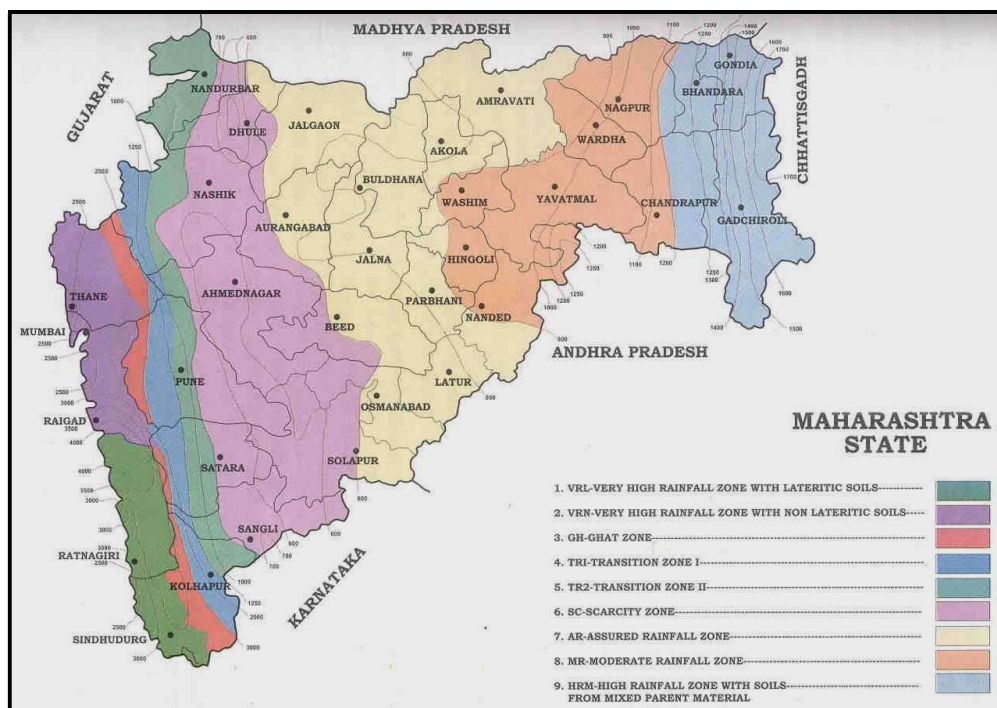 MADHYA PRADESH
GUJARAT
CHHATTISGADH
ANDHRA PRADESH
KARNATAKA
NANDURBAR
DHULE
JALGAON
AMRAVATI
NAGPUR
BHANDARA
GONDIA
WARDHA
AKOLA
BULDHANA
NASHIK
WASHIM
YAVATMAL
CHANDRAPUR
GADCHIROLI
AURANGABAD
JALNA
HINGOLI
AHMEDNAGAR
PARBHANI
NANDED
THANE
BEED
MUMBAI
PUNE
LATUR
OSMANABAD
RAIGAD
SATARA
SOLAPUR
SANGLI
RATNAGIRI
KOLHAPUR
SINDHUDURG
MAHARASHTRA
STATE
1. VRL-VERY HIGH RAINFALL ZONE WITH LATERITIC SOILS
2. VRN-VERY HIGH RAINFALL ZONE WITH NON LATERITIC SOILS
3. GH-GHAT ZONE
4. TRI-TRANSITION ZONE I
5. TR2-TRANSITION ZONE II
6. SC-SCARCITY ZONE
7. AR-ASSURED RAINFALL ZONE
8. MR-MODERATE RAINFALL ZONE
9. HRM-HIGH RAINFALL ZONE WITH SOILS
FROM MIXED PARENT MATERIAL